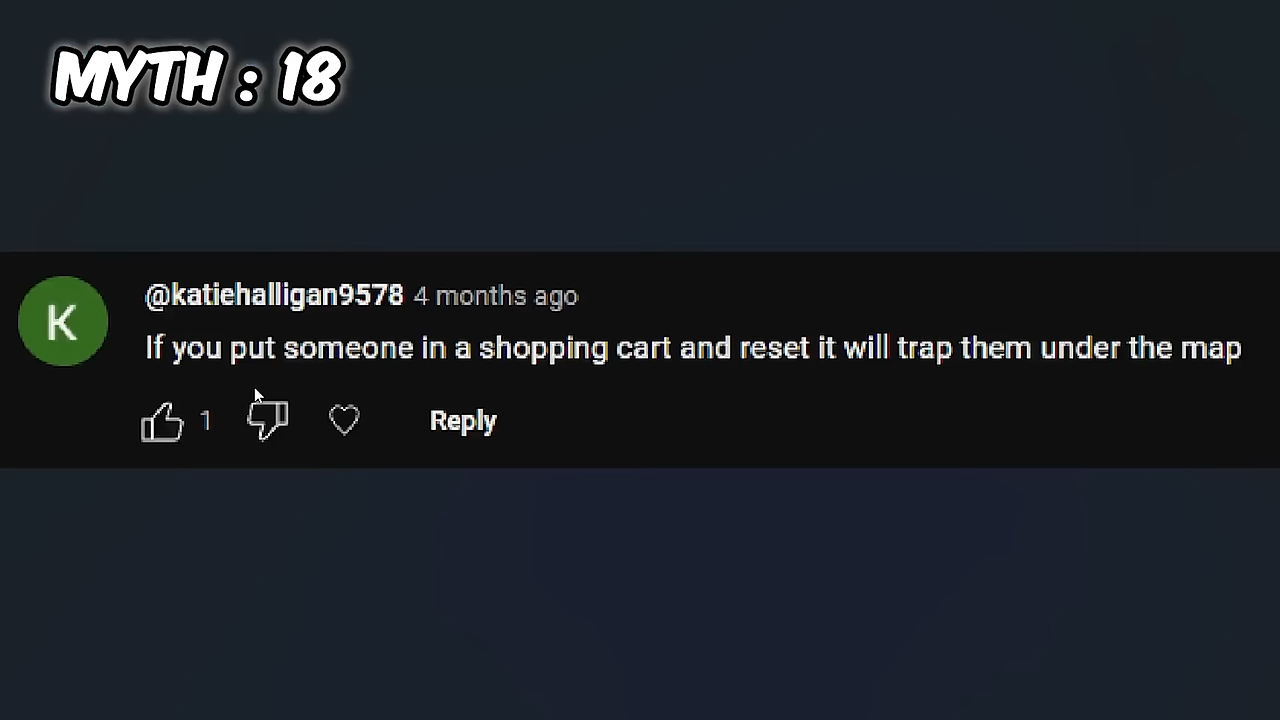 MYTH : 18
@katiehalligan9578 4 months ago
K
If you put someone in a shopping cart and reset it will trap them under the map
1 Reply